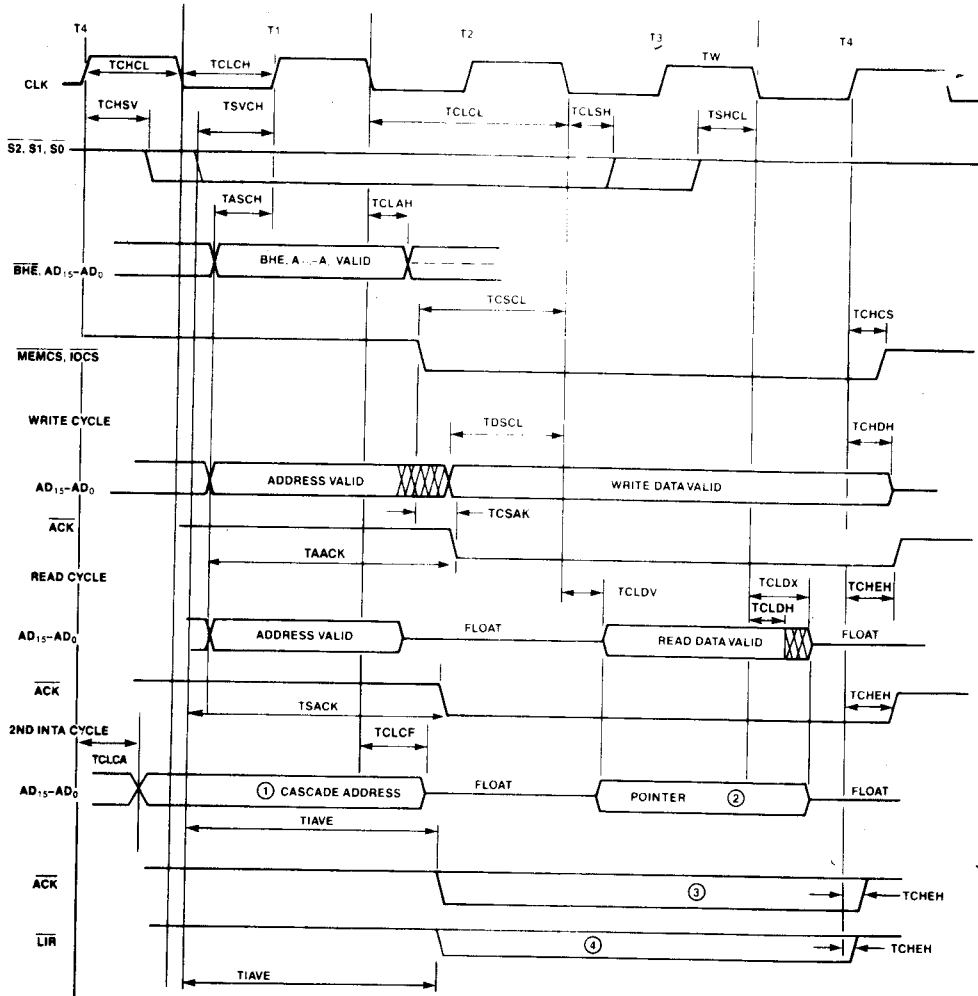 T4 T1 T2 T3 T4
TW
CLK
TCHCL TCLCH
TCHSV TSVCH TCLCL TCLSH TSHCL
S2, S1, S0
TASCH TCLAH
BHE, AD15–AD0
BHE, A VALID
TCSCL
TCHCS
MEMCS, IOCS
WRITE CYCLE
TDSCL
TCHDH
AD15–AD0
ADDRESS VALID WRITE DATA VALID
TCSAK
ACK
TAACK
READ CYCLE
TCLDV
TCLDX
TCLDH
TCHEH
AD15–AD0
ADDRESS VALID FLOAT READ DATA VALID FLOAT
ACK
TSACK
TCHEH
2ND INTA CYCLE
TCLCA
TCLCF
AD15–AD0
① CASCADE ADDRESS FLOAT POINTER ② FLOAT
TIAVE
ACK
③
TCHEH
LIR
④
TCHEH
TIAVE